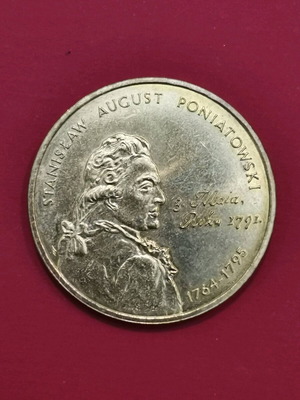 STANISŁAW AUGUST PONIATOWSKI
3. Maia,
Roku 1791.
1764-1795